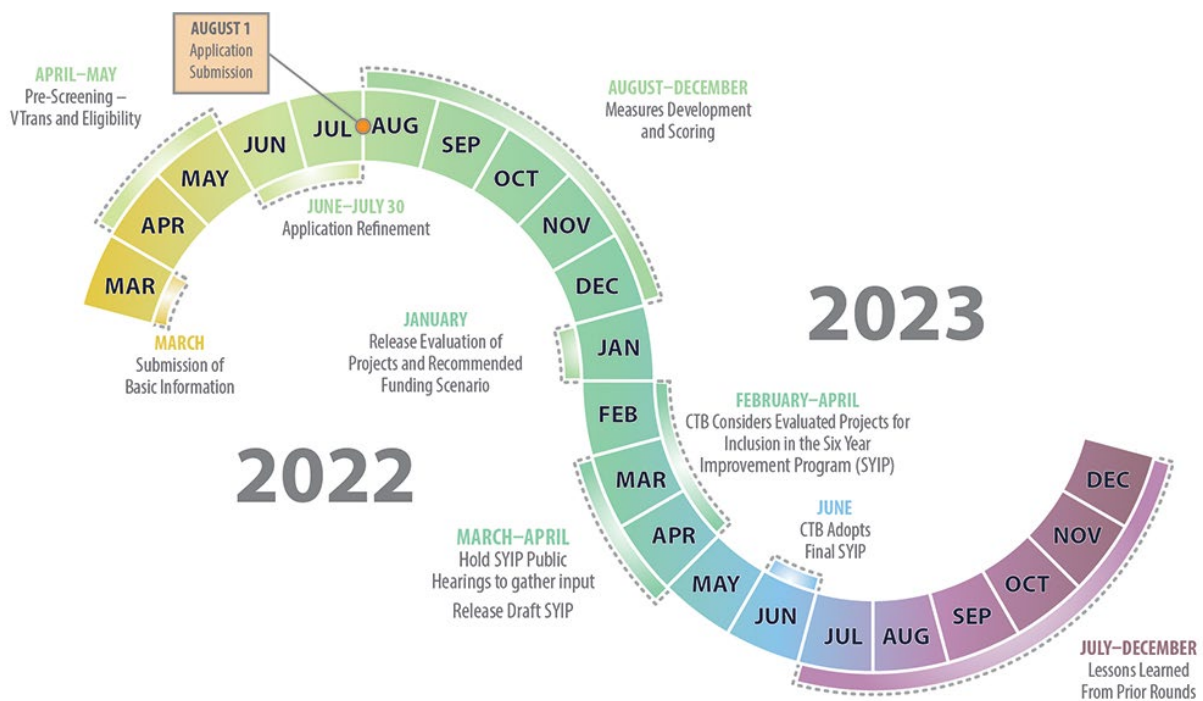 AUGUST 1
Application
Submission
APRIL–MAY
Pre-Screening –
VTrans and Eligibility
AUGUST–DECEMBER
Measures Development
and Scoring
MAR
APR
MAY
JUN
JUL
AUG
SEP
OCT
NOV
DEC
JUNE–JULY 30
Application Refinement
MARCH
Submission of
Basic Information
2022
JANUARY
Release Evaluation of
Projects and Recommended
Funding Scenario
2023
JAN
FEB
MAR
APR
MAY
JUN
JUL
AUG
SEP
OCT
NOV
DEC
FEBRUARY–APRIL
CTB Considers Evaluated Projects for
Inclusion in the Six Year
Improvement Program (SYIP)
MARCH–APRIL
Hold SYIP Public
Hearings to gather input
Release Draft SYIP
JUNE
CTB Adopts
Final SYIP
JULY–DECEMBER
Lessons Learned
From Prior Rounds